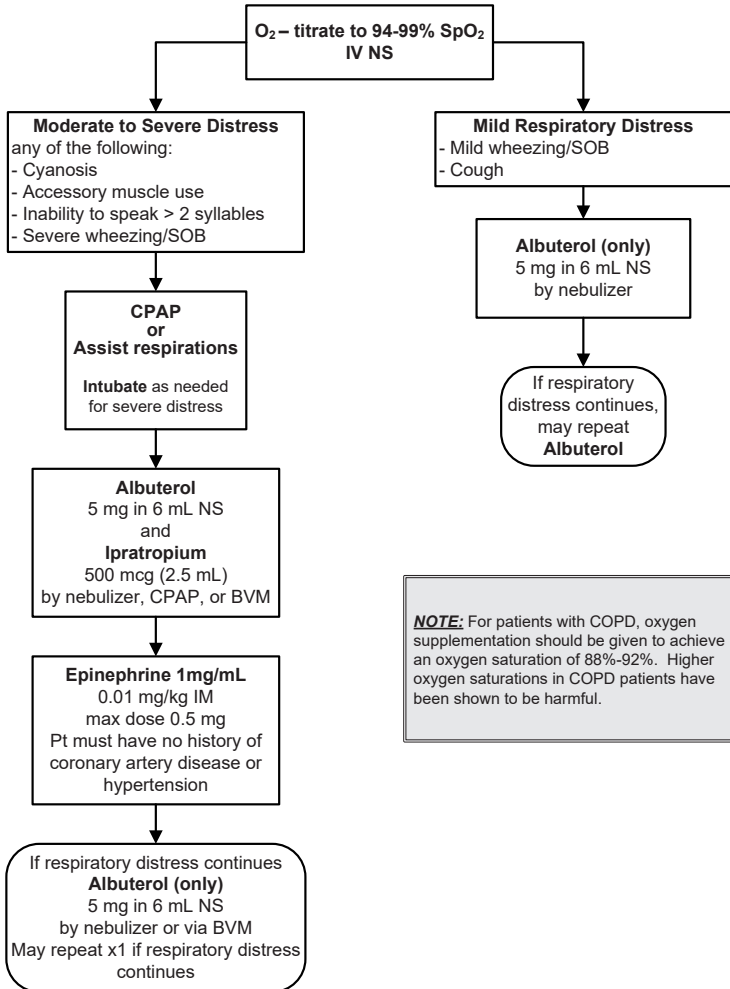 O₂ – titrate to 94-99% SpO₂
IV NS
Moderate to Severe Distress
any of the following:
- Cyanosis
- Accessory muscle use
- Inability to speak > 2 syllables
- Severe wheezing/SOB
CPAP
or
Assist respirations
Intubate as needed
for severe distress
Albuterol
5 mg in 6 mL NS
and
Ipratropium
500 mcg (2.5 mL)
by nebulizer, CPAP, or BVM
Epinephrine 1mg/mL
0.01 mg/kg IM
max dose 0.5 mg
Pt must have no history of
coronary artery disease or
hypertension
If respiratory distress continues
Albuterol (only)
5 mg in 6 mL NS
by nebulizer or via BVM
May repeat x1 if respiratory distress
continues
Mild Respiratory Distress
- Mild wheezing/SOB
- Cough
Albuterol (only)
5 mg in 6 mL NS
by nebulizer
If respiratory
distress continues,
may repeat
Albuterol
NOTE: For patients with COPD, oxygen
supplementation should be given to achieve
an oxygen saturation of 88%-92%. Higher
oxygen saturations in COPD patients have
been shown to be harmful.